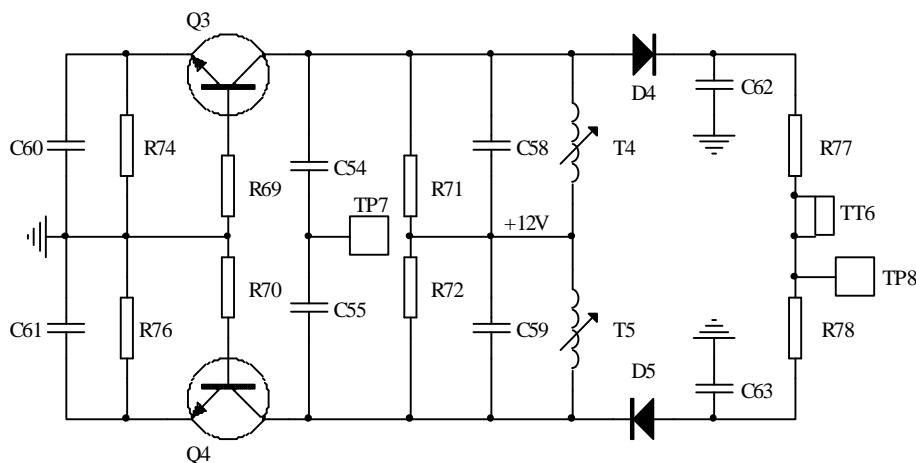 Q3
D4
C62
C60
R74
R69
C54
R71
C58
T4
R77
TP7
TT6
+12V
TP8
C61
R76
R70
C55
R72
C59
T5
R78
D5
C63
Q4